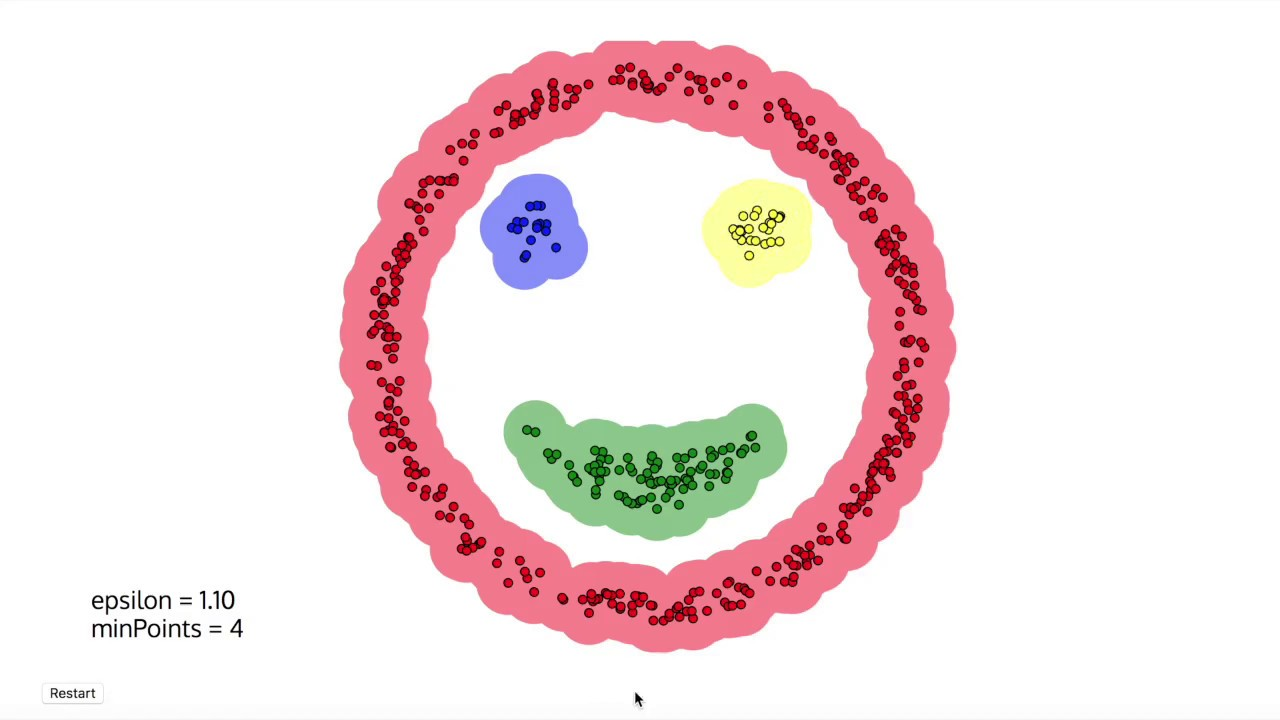 epsilon = 1.10
minPoints = 4
Restart